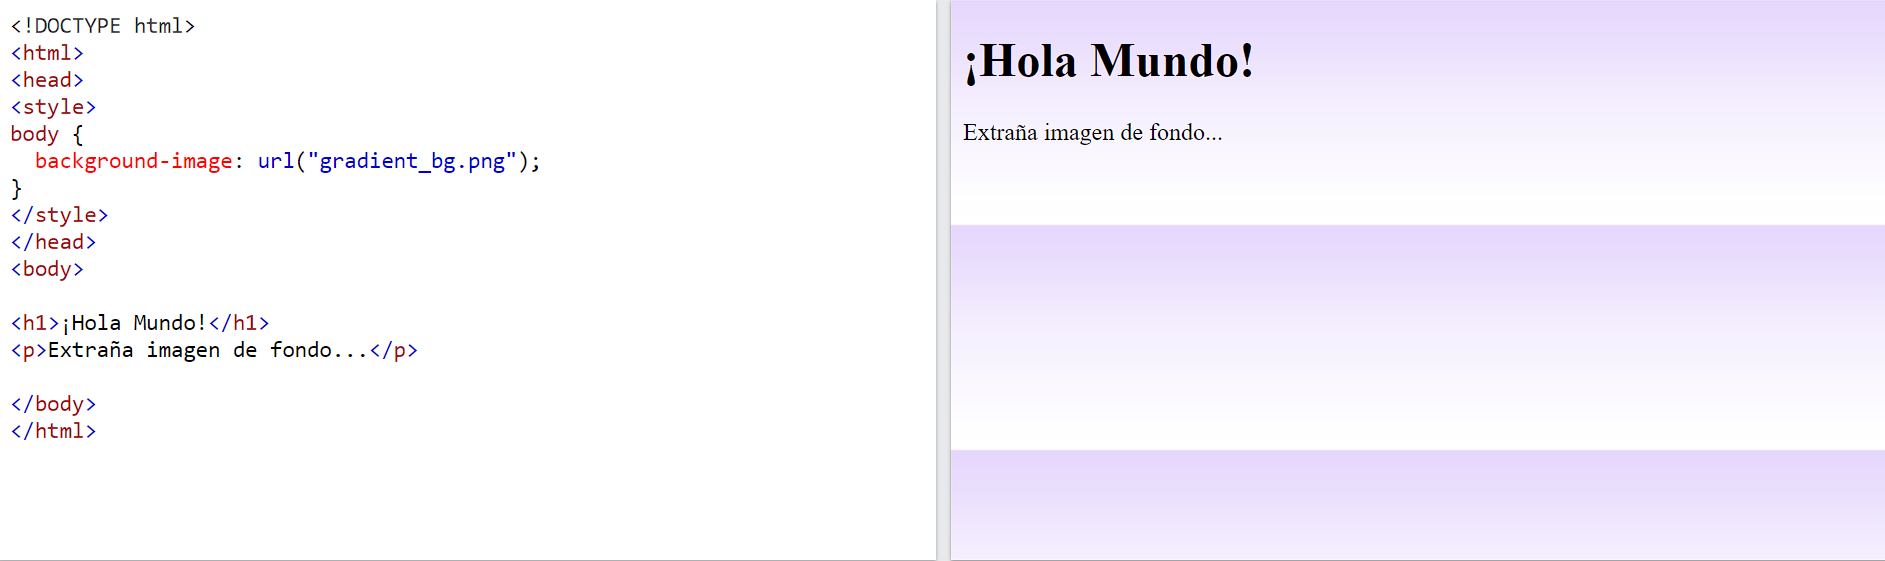 <!DOCTYPE html>
<html>
<head>
<style>
body {
  background-image: url("gradient_bg.png");
}
</style>
</head>
<body>

<h1>¡Hola Mundo!</h1>
<p>Extraña imagen de fondo...</p>

</body>
</html>
¡Hola Mundo!
Extraña imagen de fondo...